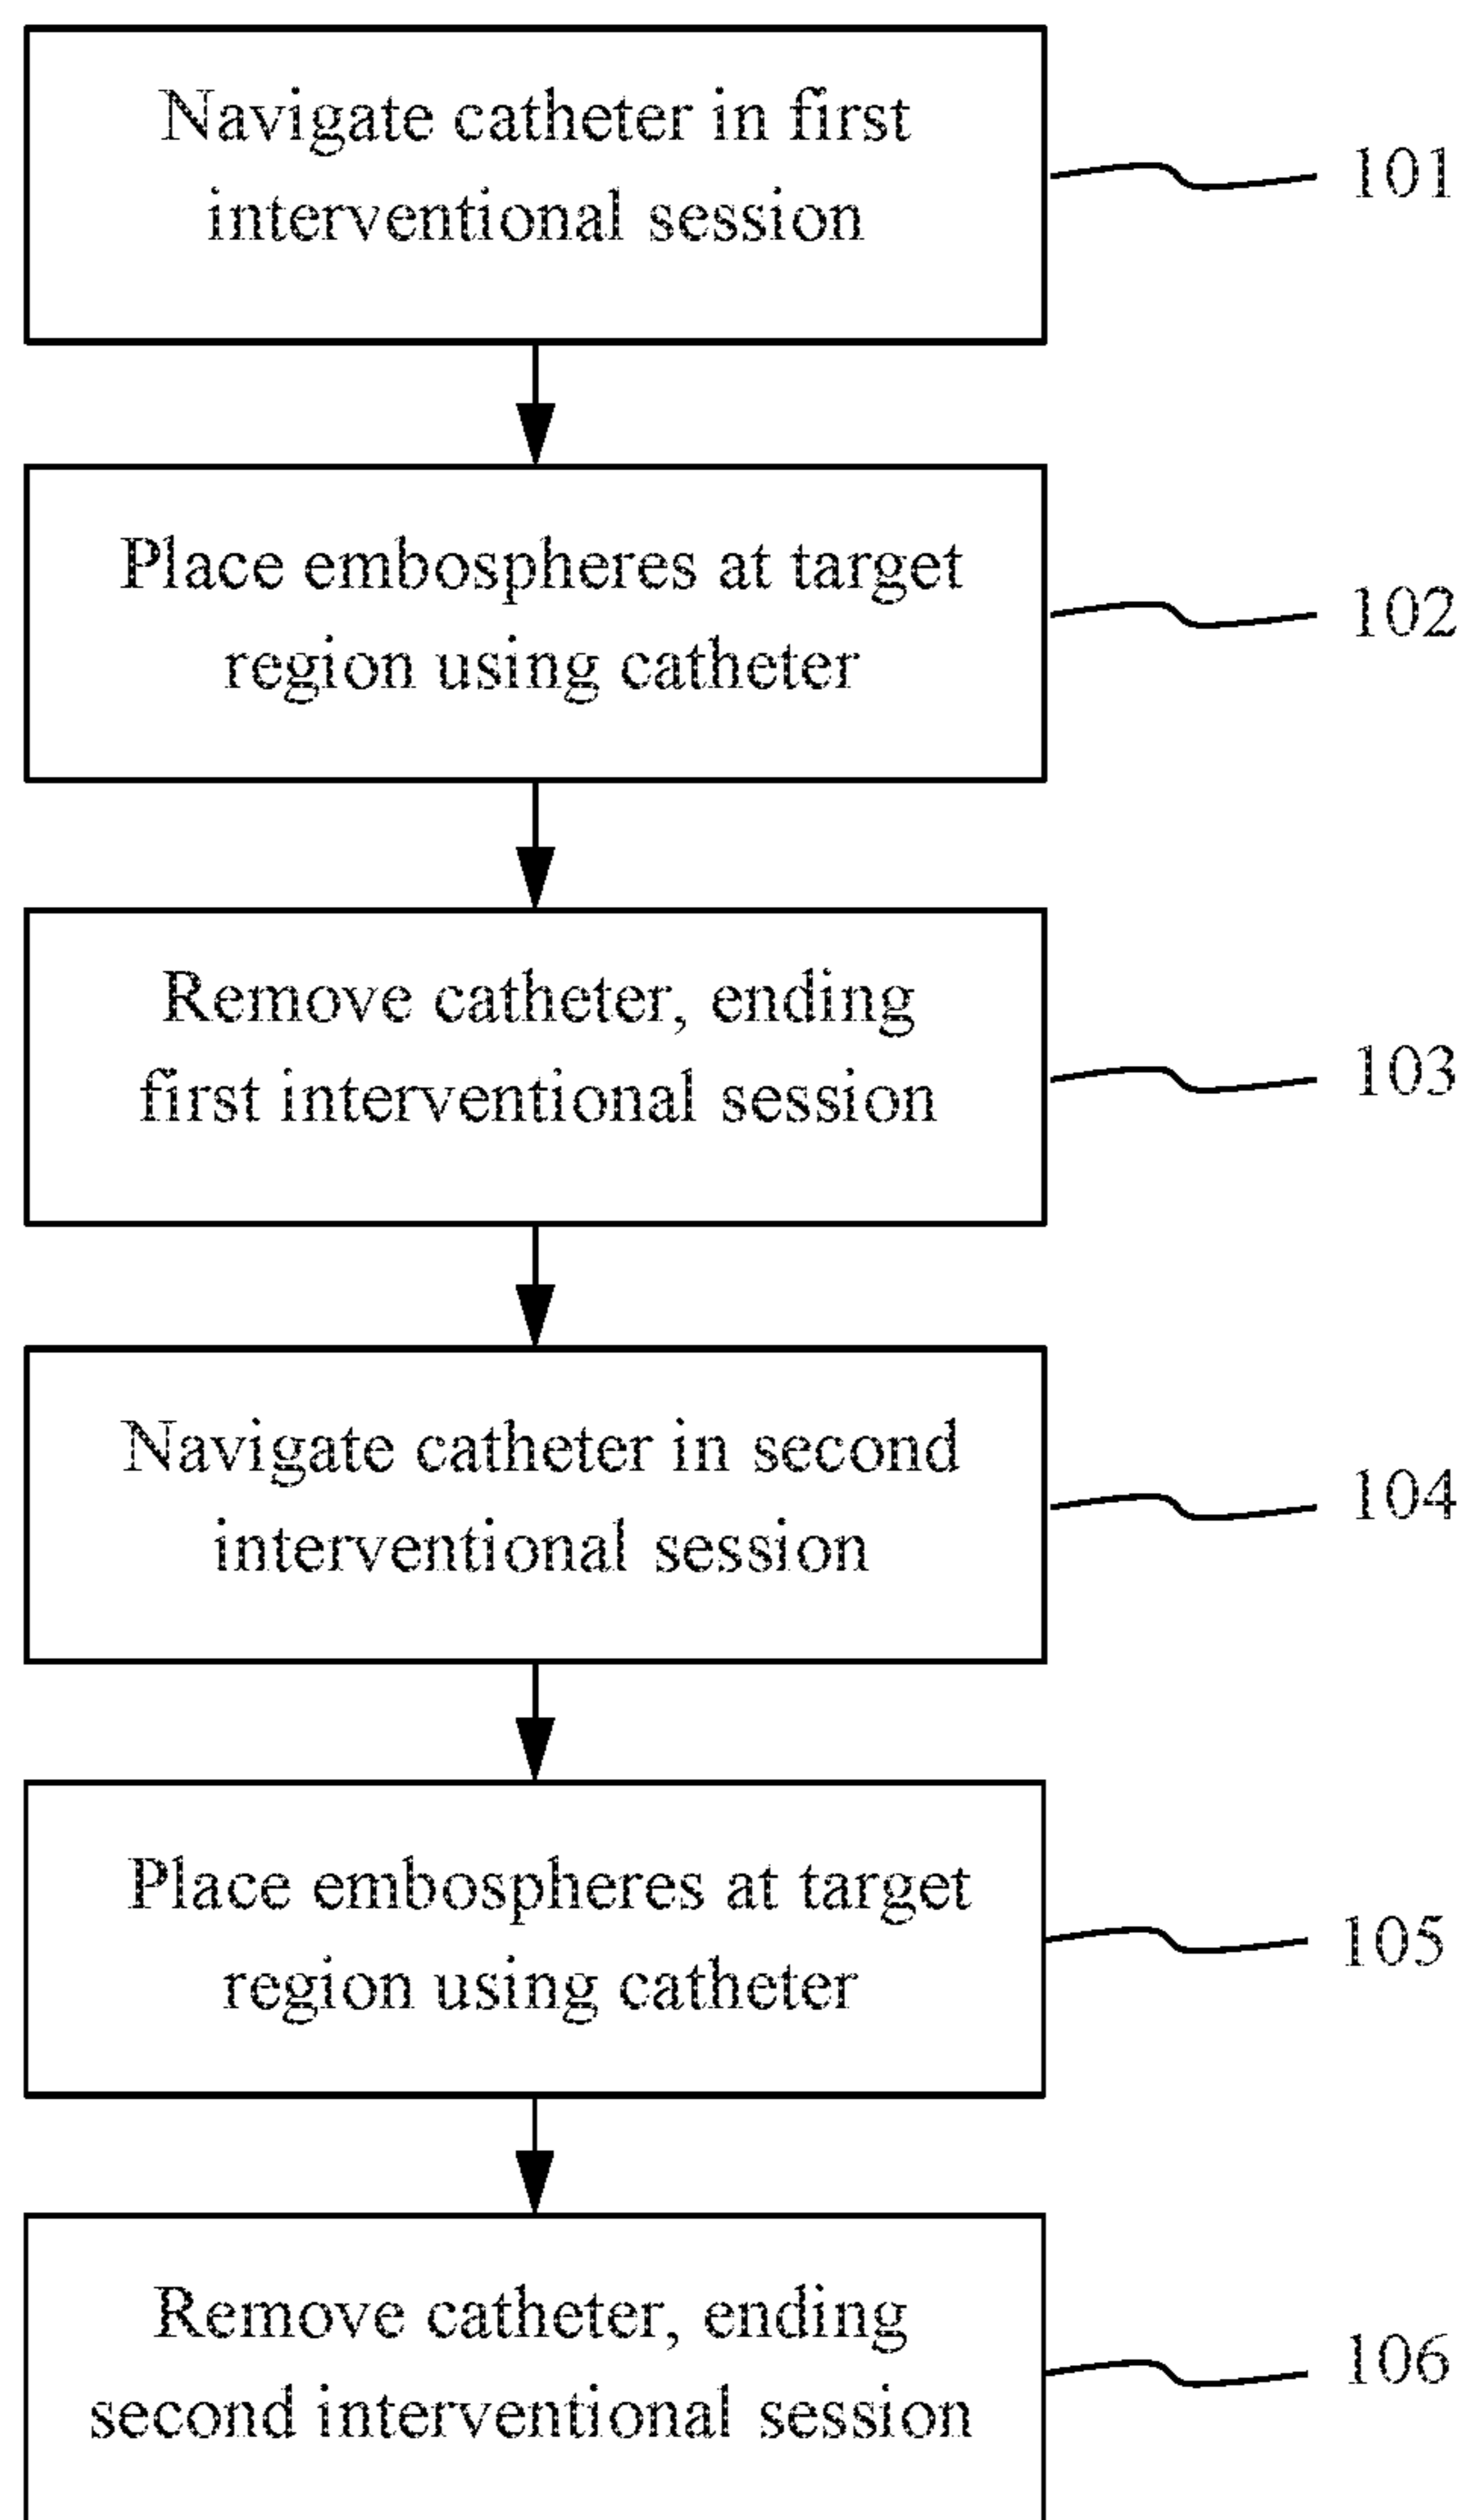 Navigate catheter in first
interventional session
101
Place embospheres at target
region using catheter
102
Remove catheter, ending
first interventional session
103
Navigate catheter in second
interventional session
104
Place embospheres at target
region using catheter
105
Remove catheter, ending
second interventional session
106